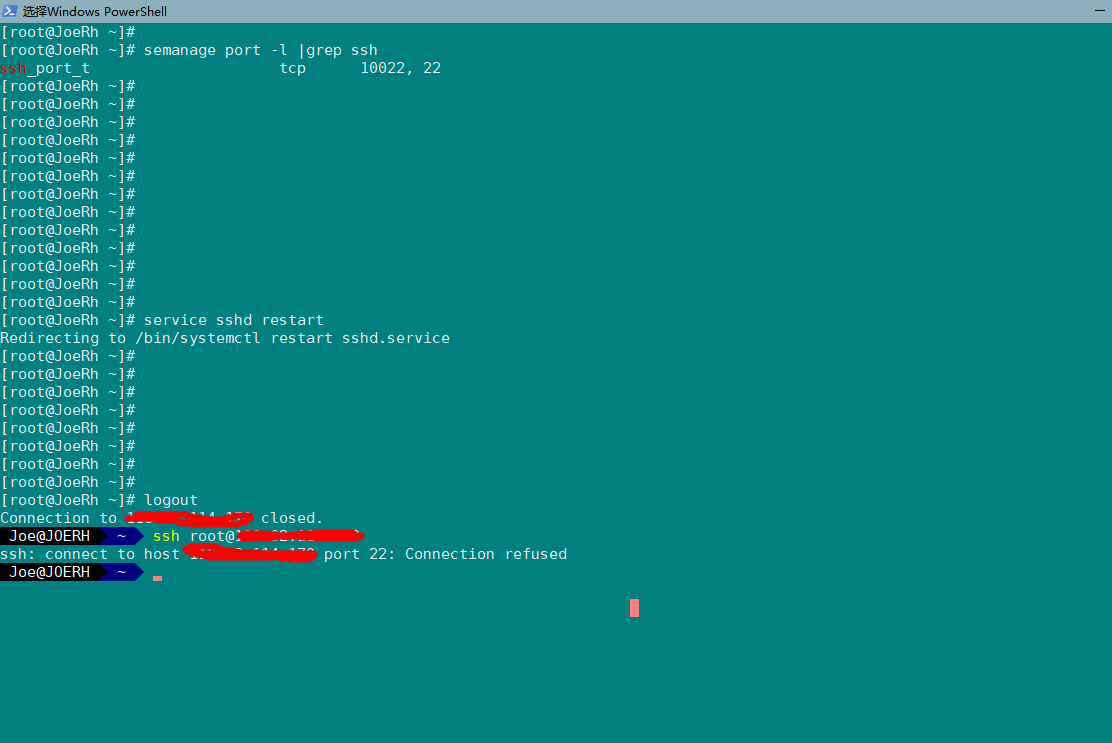 选择Windows PowerShell
[root@JoeRh ~]#
[root@JoeRh ~]# semanage port -l |grep ssh
ssh_port_t                     tcp      10022, 22
[root@JoeRh ~]#
[root@JoeRh ~]#
[root@JoeRh ~]#
[root@JoeRh ~]#
[root@JoeRh ~]#
[root@JoeRh ~]#
[root@JoeRh ~]#
[root@JoeRh ~]#
[root@JoeRh ~]#
[root@JoeRh ~]#
[root@JoeRh ~]#
[root@JoeRh ~]#
[root@JoeRh ~]#
[root@JoeRh ~]# service sshd restart
Redirecting to /bin/systemctl restart sshd.service
[root@JoeRh ~]#
[root@JoeRh ~]#
[root@JoeRh ~]#
[root@JoeRh ~]#
[root@JoeRh ~]#
[root@JoeRh ~]#
[root@JoeRh ~]#
[root@JoeRh ~]#
[root@JoeRh ~]# logout
Connection to closed.
Joe@JOERH ~ ssh root@
ssh: connect to host port 22: Connection refused
Joe@JOERH ~